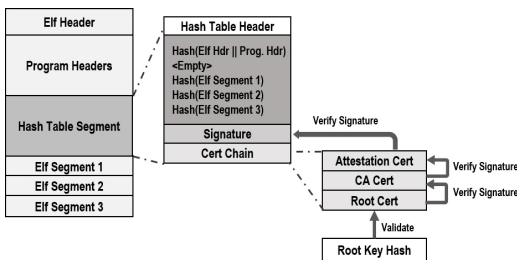 Elf Header
Program Headers
Hash Table Segment
Elf Segment 1
Elf Segment 2
Elf Segment 3
Hash Table Header
Hash(Elf Hdr || Prog. Hdr)
<Empty>
Hash(Elf Segment 1)
Hash(Elf Segment 2)
Hash(Elf Segment 3)
Signature
Cert Chain
Verify Signature
Attestation Cert
CA Cert
Root Cert
Verify Signature
Verify Signature
Validate
Root Key Hash